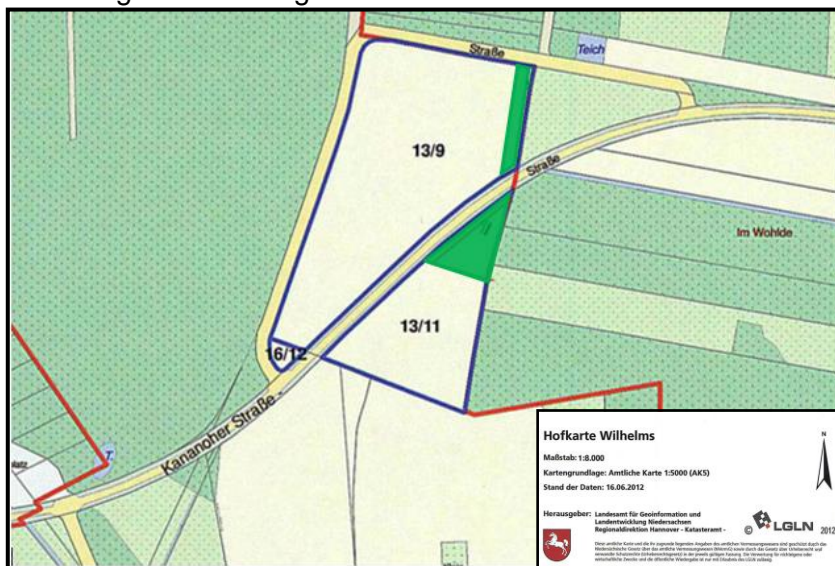 Straße
Teich
13/9
Straße
Im Wohlde
13/11
16/12
Kananoher Straße -
T.
Hofkarte Wilhelms
Maßstab: 1:8.000
Kartengrundlage: Amtliche Karte 1:5000 (AK5)
Stand der Daten: 16.06.2012
N
Herausgeber: Landesamt für Geoinformation und
Landentwicklung Niedersachsen
Regionaldirektion Hannover - Katasteramt -
© LGLN 2012